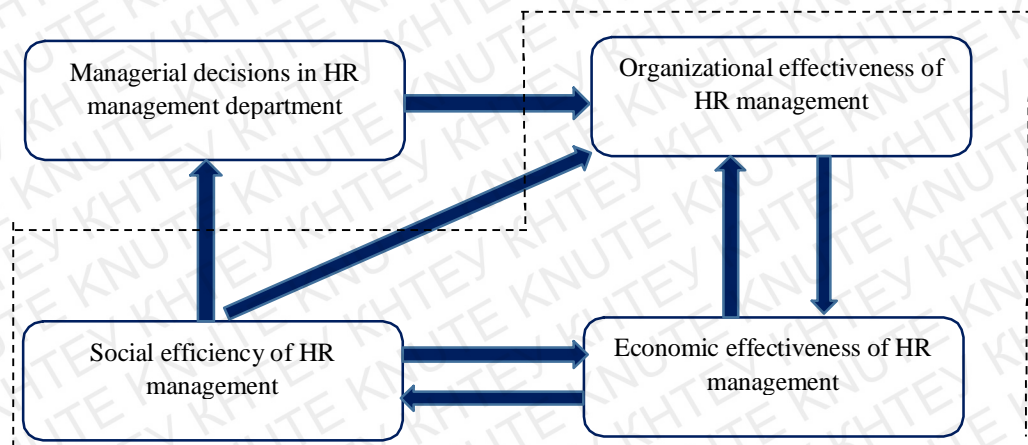 Managerial decisions in HR
management department
Organizational effectiveness of
HR management
Social efficiency of HR
management
Economic effectiveness of HR
management